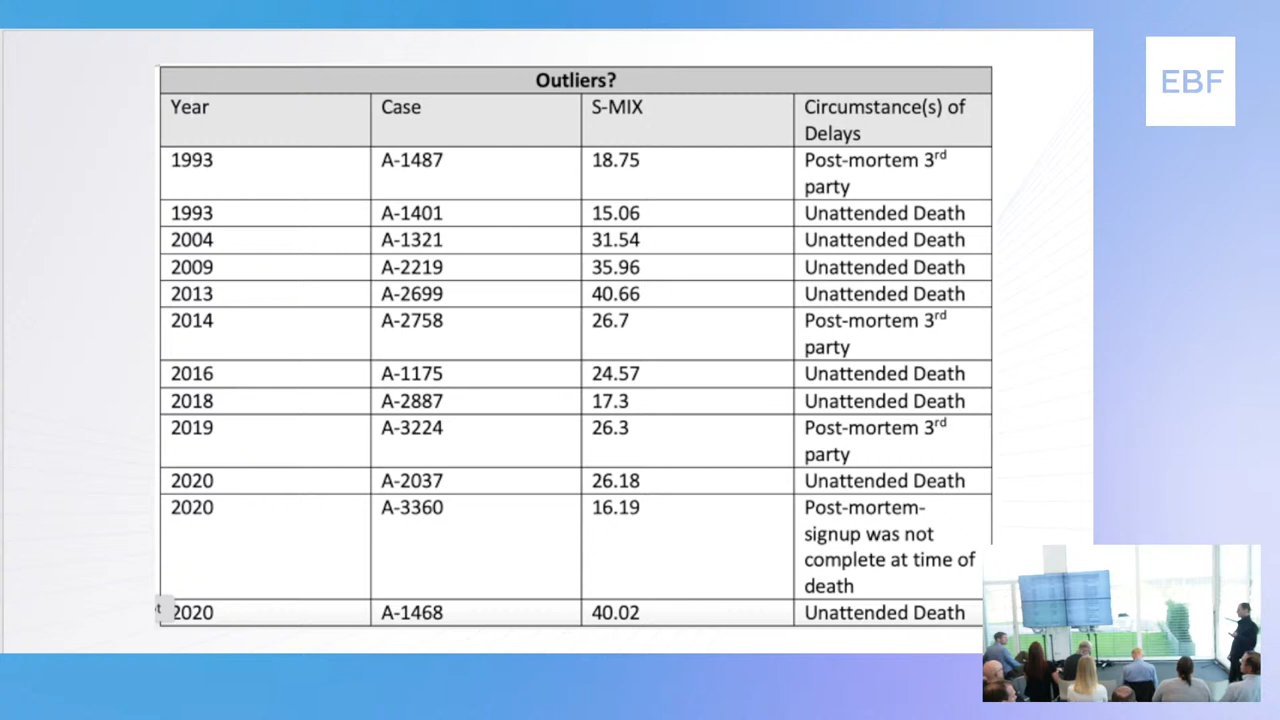 EBF
Outliers?
Year Case S-MIX Circumstance(s) of
Delays
1993 A-1487 18.75 Post-mortem 3rd
party
1993 A-1401 15.06 Unattended Death
2004 A-1321 31.54 Unattended Death
2009 A-2219 35.96 Unattended Death
2013 A-2699 40.66 Unattended Death
2014 A-2758 26.7 Post-mortem 3rd
party
2016 A-1175 24.57 Unattended Death
2018 A-2887 17.3 Unattended Death
2019 A-3224 26.3 Post-mortem 3rd
party
2020 A-2037 26.18 Unattended Death
2020 A-3360 16.19 Post-mortem-
signup was not
complete at time of
death
2020 A-1468 40.02 Unattended Death